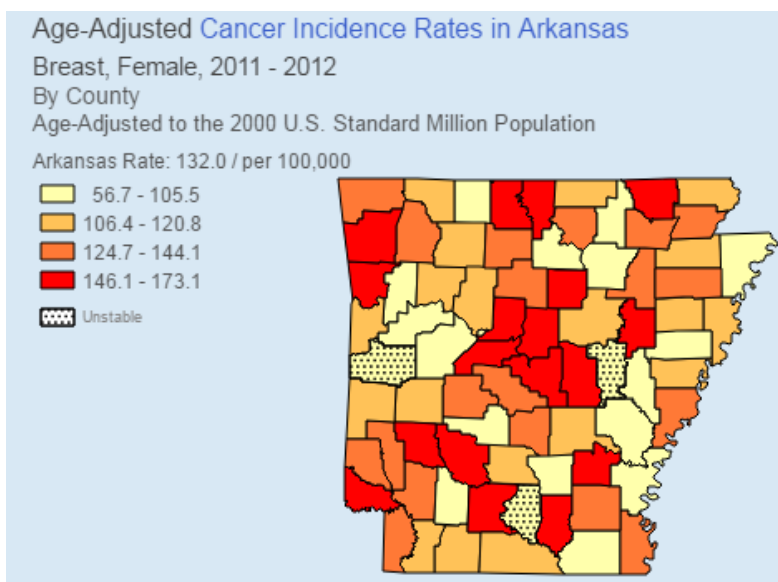 Age-Adjusted Cancer Incidence Rates in Arkansas
Breast, Female, 2011 - 2012
By County
Age-Adjusted to the 2000 U.S. Standard Million Population
Arkansas Rate: 132.0 / per 100,000
56.7 - 105.5
106.4 - 120.8
124.7 - 144.1
146.1 - 173.1
Unstable